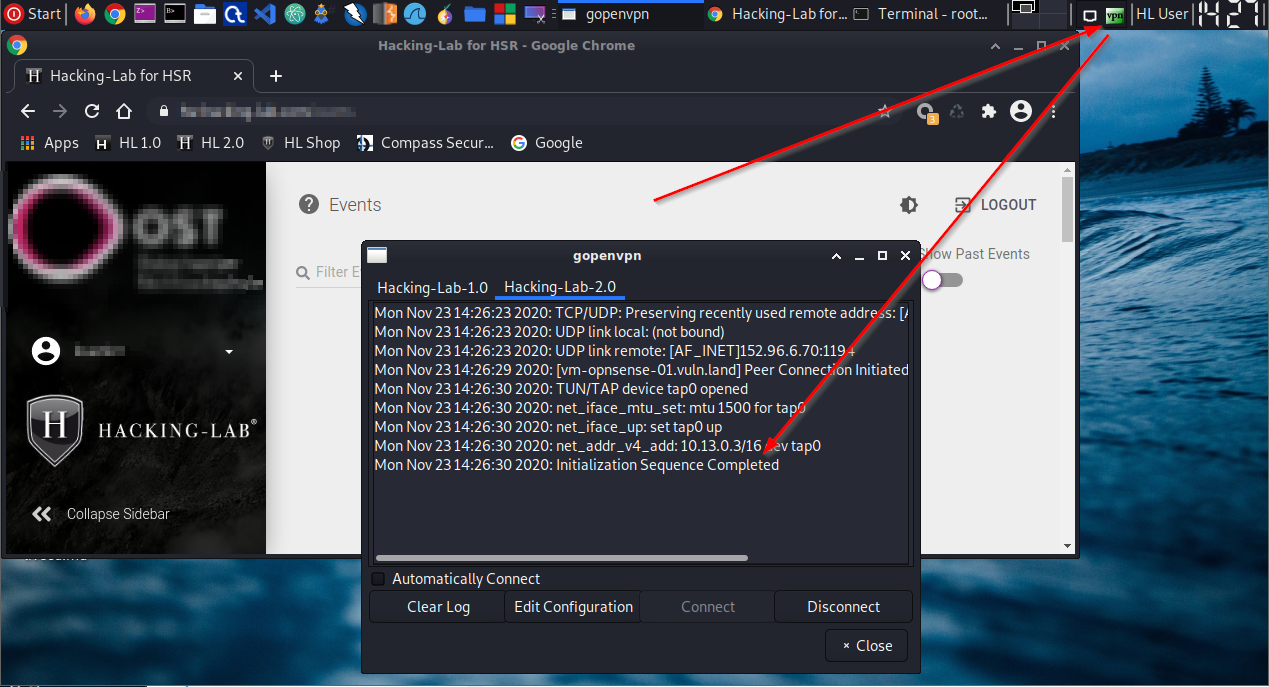 Start
gopenvpn
Hacking-Lab for...
Terminal - root...
vpn
HL User
14 27
Hacking-Lab for HSR - Google Chrome
Hacking-Lab for HSR
3
Apps
HL 1.0
HL 2.0
HL Shop
Compass Secur...
Google
OST
Events
LOGOUT
Filter
Show Past Events
HACKING-LAB®
Collapse Sidebar
gopenvpn
Hacking-Lab-1.0
Hacking-Lab-2.0
Mon Nov 23 14:26:23 2020: TCP/UDP: Preserving recently used remote address: [A
Mon Nov 23 14:26:23 2020: UDP link local: (not bound)
Mon Nov 23 14:26:23 2020: UDP link remote: [AF_INET]152.96.6.70:1194
Mon Nov 23 14:26:29 2020: [vm-opnsense-01.vuln.land] Peer Connection Initiated
Mon Nov 23 14:26:30 2020: TUN/TAP device tap0 opened
Mon Nov 23 14:26:30 2020: net_iface_mtu_set: mtu 1500 for tap0
Mon Nov 23 14:26:30 2020: net_iface_up: set tap0 up
Mon Nov 23 14:26:30 2020: net_addr_v4_add: 10.13.0.3/16 dev tap0
Mon Nov 23 14:26:30 2020: Initialization Sequence Completed
Automatically Connect
Clear Log
Edit Configuration
Connect
Disconnect
× Close